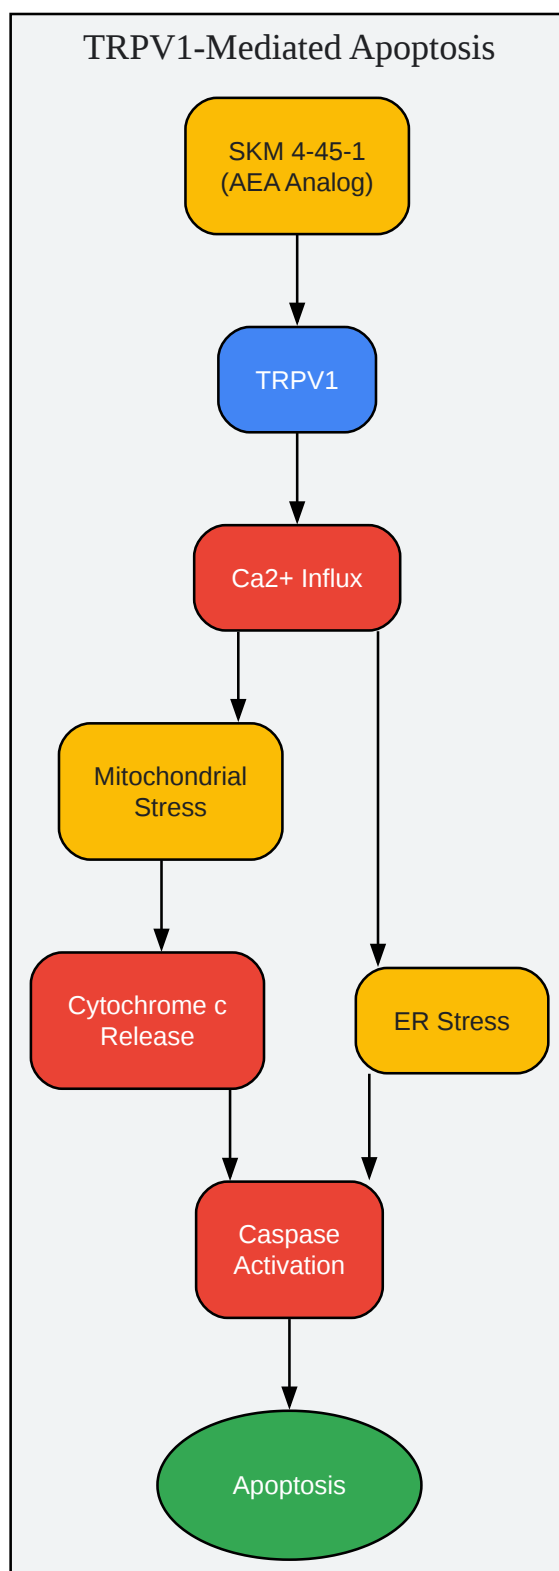 TRPV1-Mediated Apoptosis
SKM 4-45-1
(AEA Analog)
TRPV1
Ca2+ Influx
Mitochondrial
Stress
Cytochrome c
Release
ER Stress
Caspase
Activation
Apoptosis